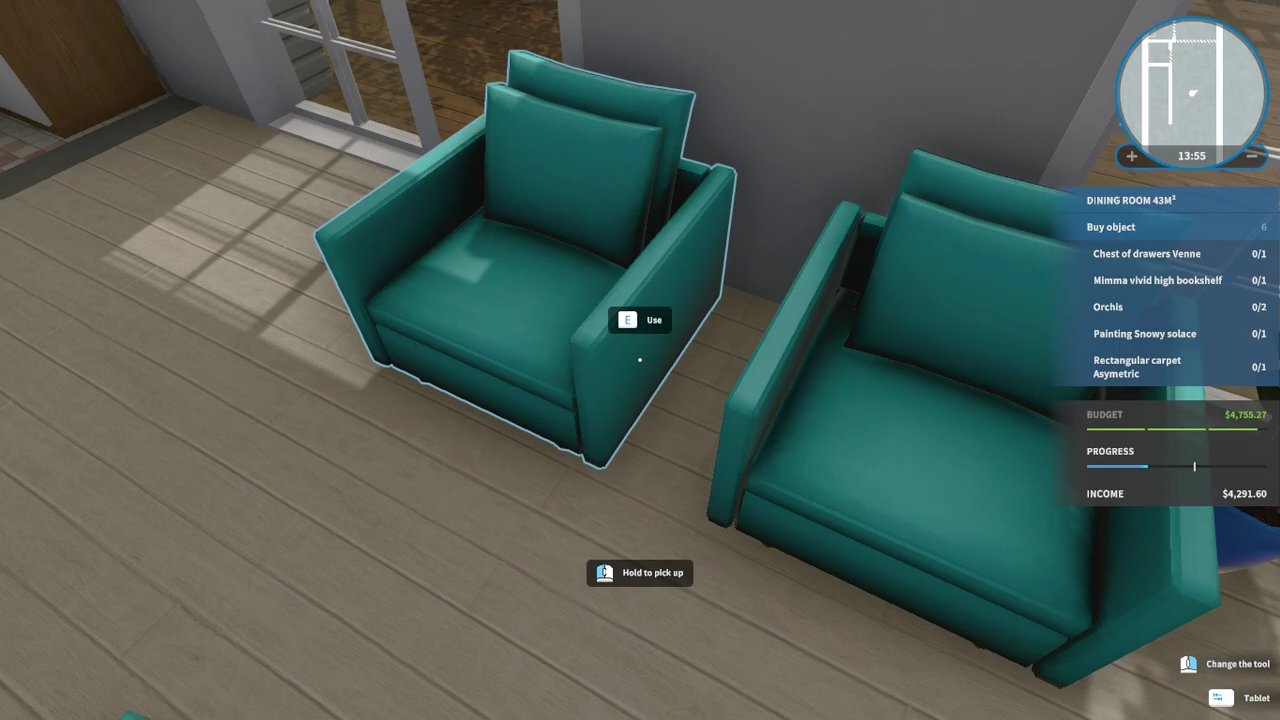 + 13:55 −
DINING ROOM 43M²
Buy object 6
Chest of drawers Venne 0/1
Mimma vivid high bookshelf 0/1
Orchis 0/2
Painting Snowy solace 0/1
Rectangular carpet
Asymetric 0/1
E Use
BUDGET $4,755.27
PROGRESS
INCOME $4,291.60
Hold to pick up
Change the tool
Tablet